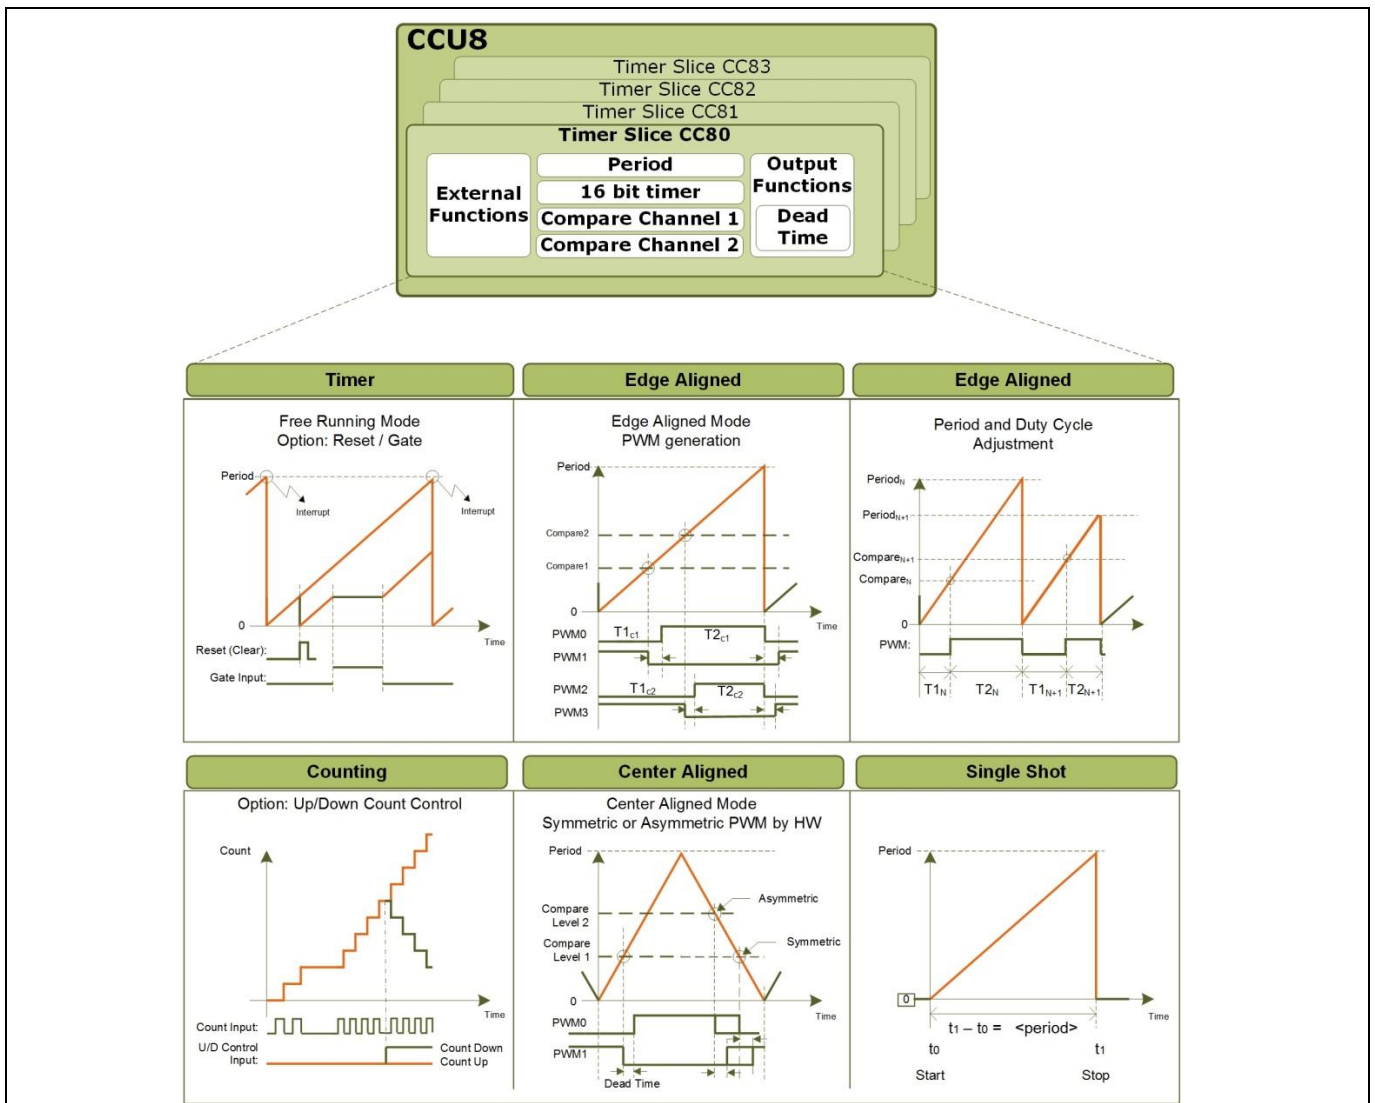 CCU8
Timer Slice CC83
Timer Slice CC82
Timer Slice CC81
Timer Slice CC80
External Functions
Period
16 bit timer
Compare Channel 1
Compare Channel 2
Output Functions
Dead Time
Timer
Free Running Mode
Option: Reset / Gate
Period
Interrupt
Interrupt
0
Time
Reset (Clear):
Gate Input:
Edge Aligned
Edge Aligned Mode
PWM generation
Period
Compare2
Compare1
0
Time
PWM0
T1c1
T2c1
PWM1
PWM2
T1c2
T2c2
PWM3
Edge Aligned
Period and Duty Cycle
Adjustment
PeriodN
PeriodN+1
CompareN+1
CompareN
0
Time
PWM:
T1N
T2N
T1N+1
T2N+1
Counting
Option: Up/Down Count Control
Count
Time
Count Input:
U/D Control
Input:
Count Down
Count Up
Center Aligned
Center Aligned Mode
Symmetric or Asymmetric PWM by HW
Period
Asymmetric
Compare
Level 2
Compare
Level 1
Symmetric
0
Time
PWM0
PWM1
Dead Time
Single Shot
Period
0
Time
t1 – t0 = <period>
t0
t1
Start
Stop